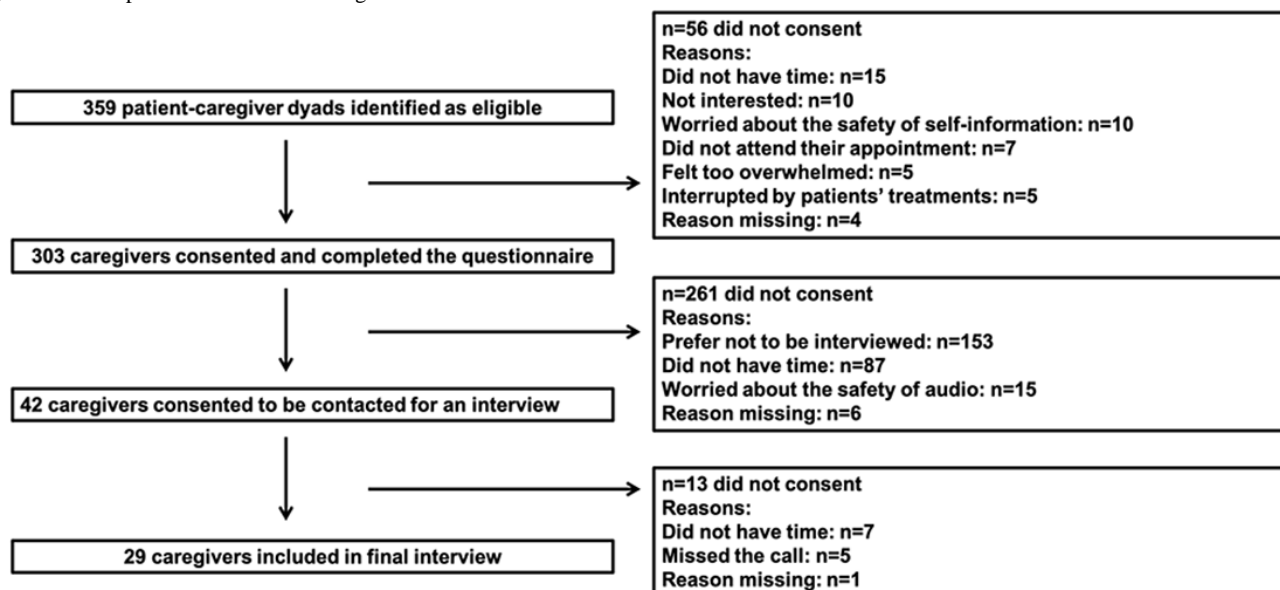 n=56 did not consent
Reasons:
Did not have time: n=15
Not interested: n=10
Worried about the safety of self-information: n=10
Did not attend their appointment: n=7
Felt too overwhelmed: n=5
Interrupted by patients' treatments: n=5
Reason missing: n=4
359 patient-caregiver dyads identified as eligible
303 caregivers consented and completed the questionnaire
n=261 did not consent
Reasons:
Prefer not to be interviewed: n=153
Did not have time: n=87
Worried about the safety of audio: n=15
Reason missing: n=6
42 caregivers consented to be contacted for an interview
n=13 did not consent
Reasons:
Did not have time: n=7
Missed the call: n=5
Reason missing: n=1
29 caregivers included in final interview